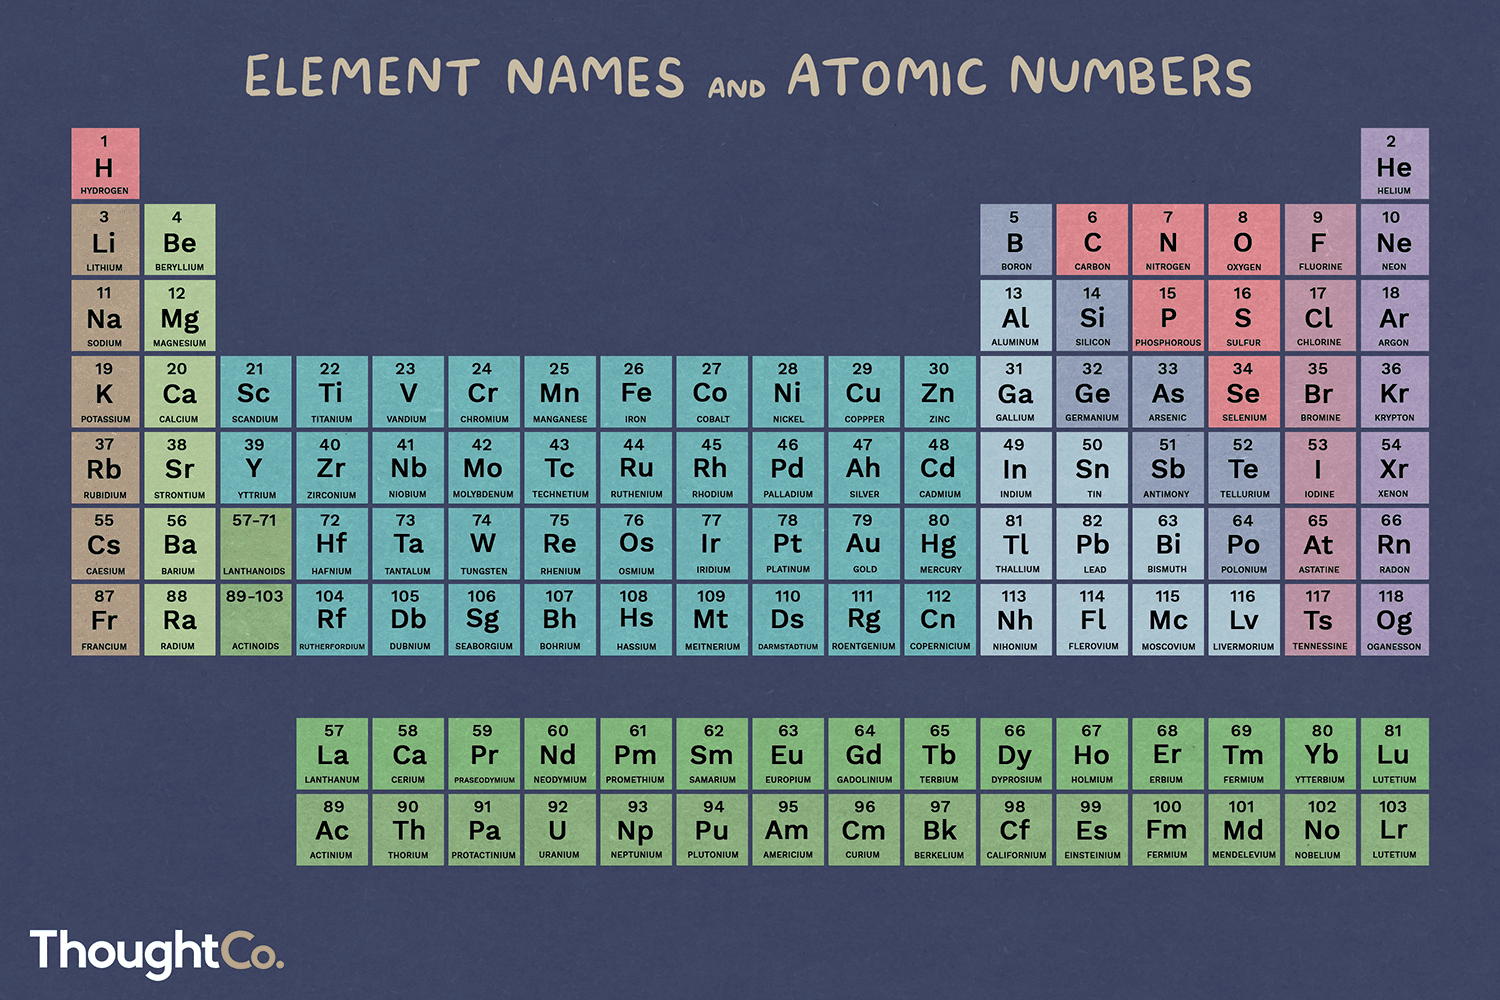 ELEMENT NAMES AND ATOMIC NUMBERS
1 2
H He
HYDROGEN HELIUM
3 4 5 6 7 8 9 10
Li Be B C N O F Ne
LITHIUM BERYLLIUM BORON CARBON NITROGEN OXYGEN FLUORINE NEON
11 12 13 14 15 16 17 18
Na Mg Al Si P S Cl Ar
SODIUM MAGNESIUM ALUMINUM SILICON PHOSPHOROUS SULFUR CHLORINE ARGON
19 20 21 22 23 24 25 26 27 28 29 30 31 32 33 34 35 36
K Ca Sc Ti V Cr Mn Fe Co Ni Cu Zn Ga Ge As Se Br Kr
POTASSIUM CALCIUM SCANDIUM TITANIUM VANDIUM CHROMIUM MANGANESE IRON COBALT NICKEL COPPPER ZINC GALLIUM GERMANIUM ARSENIC SELENIUM BROMINE KRYPTON
37 38 39 40 41 42 43 44 45 46 47 48 49 50 51 52 53 54
Rb Sr Y Zr Nb Mo Tc Ru Rh Pd Ah Cd In Sn Sb Te I Xr
RUBIDIUM STRONTIUM YTTRIUM ZIRCONIUM NIOBIUM MOLYBDENUM TECHNETIUM RUTHENIUM RHODIUM PALLADIUM SILVER CADMIUM INDIUM TIN ANTIMONY TELLURIUM IODINE XENON
55 56 57-71 72 73 74 75 76 77 78 79 80 81 82 63 64 65 66
Cs Ba Hf Ta W Re Os Ir Pt Au Hg Tl Pb Bi Po At Rn
CAESIUM BARIUM LANTHANOIDS HAFNIUM TANTALUM TUNGSTEN RHENIUM OSMIUM IRIDIUM PLATINUM GOLD MERCURY THALLIUM LEAD BISMUTH POLONIUM ASTATINE RADON
87 88 89-103 104 105 106 107 108 109 110 111 112 113 114 115 116 117 118
Fr Ra Rf Db Sg Bh Hs Mt Ds Rg Cn Nh Fl Mc Lv Ts Og
FRANCIUM RADIUM ACTINOIDS RUTHERFORDIUM DUBNIUM SEABORGIUM BOHRIUM HASSIUM MEITNERIUM DARMSTADTIUM ROENTGENIUM COPERNICIUM NIHONIUM FLEROVIUM MOSCOVIUM LIVERMORIUM TENNESSINE OGANESSON
57 58 59 60 61 62 63 64 65 66 67 68 69 80 81
La Ca Pr Nd Pm Sm Eu Gd Tb Dy Ho Er Tm Yb Lu
LANTHANUM CERIUM PRASEODYMIUM NEODYMIUM PROMETHIUM SAMARIUM EUROPIUM GADOLINIUM TERBIUM DYPROSIUM HOLMIUM ERBIUM FERMIUM YTTERBIUM LUTETIUM
89 90 91 92 93 94 95 96 97 98 99 100 101 102 103
Ac Th Pa U Np Pu Am Cm Bk Cf Es Fm Md No Lr
ACTINIUM THORIUM PROTACTINIUM URANIUM NEPTUNIUM PLUTONIUM AMERICIUM CURIUM BERKELIUM CALIFORNIUM EINSTEINIUM FERMIUM MENDELEVIUM NOBELIUM LUTETIUM
ThoughtCo.